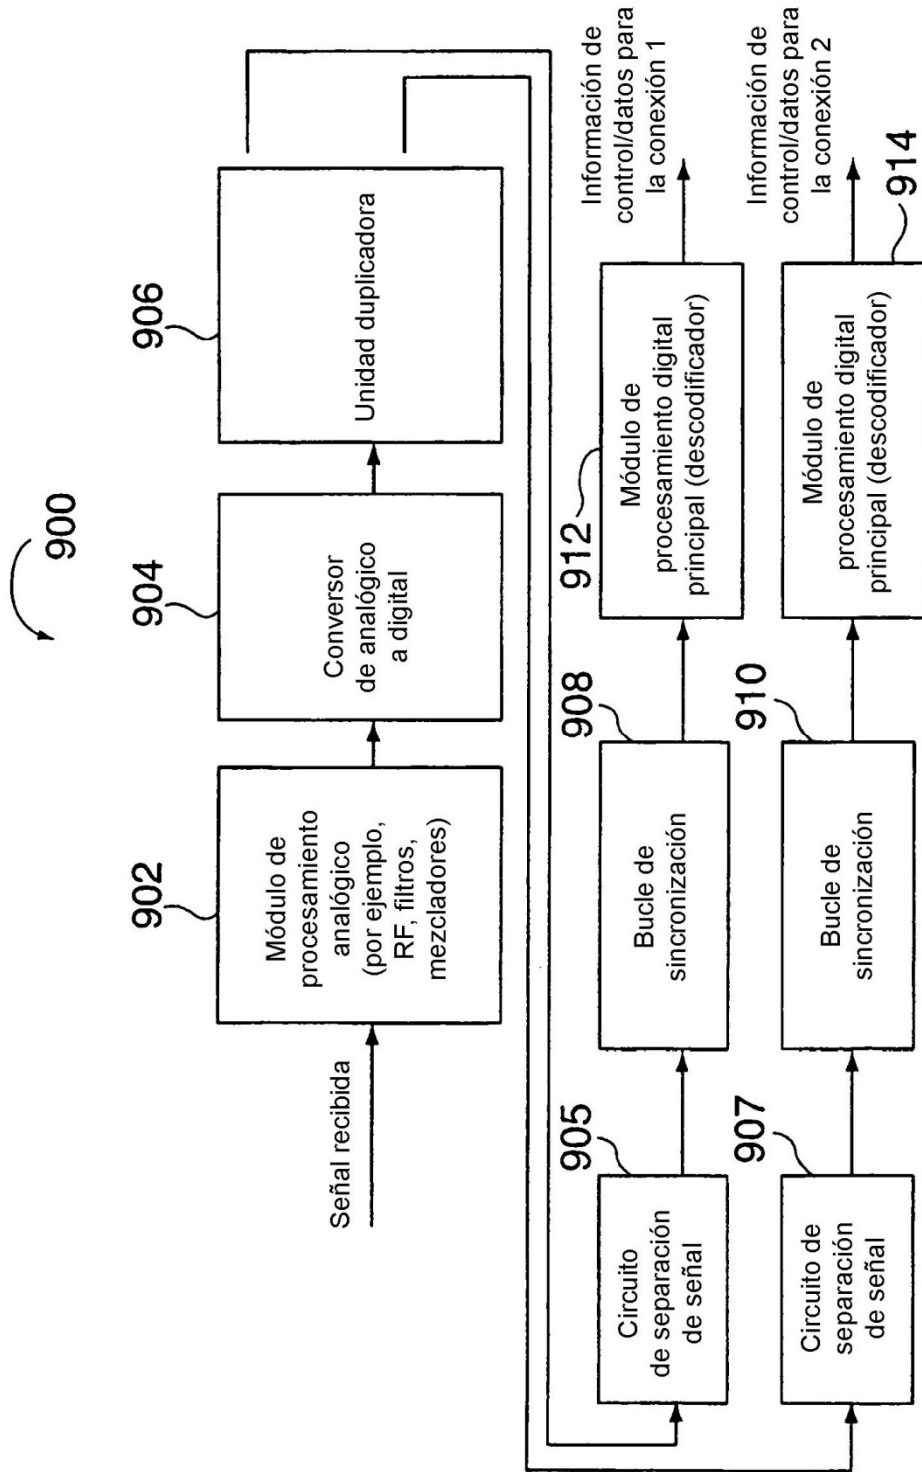 900
902
Módulo de
procesamiento
analógico
(por ejemplo,
RF, filtros,
mezcladores)
904
Conversor
de analógico
a digital
906
Unidad duplicadora
Señal recibida
905
Circuito
de separación
de señal
908
Bucle de
sincronización
912
Módulo de
procesamiento digital
principal (descodificador)
Información de
control/datos para
la conexión 1
907
Circuito de
separación
de señal
910
Bucle de
sincronización
914
Módulo de
procesamiento digital
principal (descodificador)
Información de
control/datos para
la conexión 2